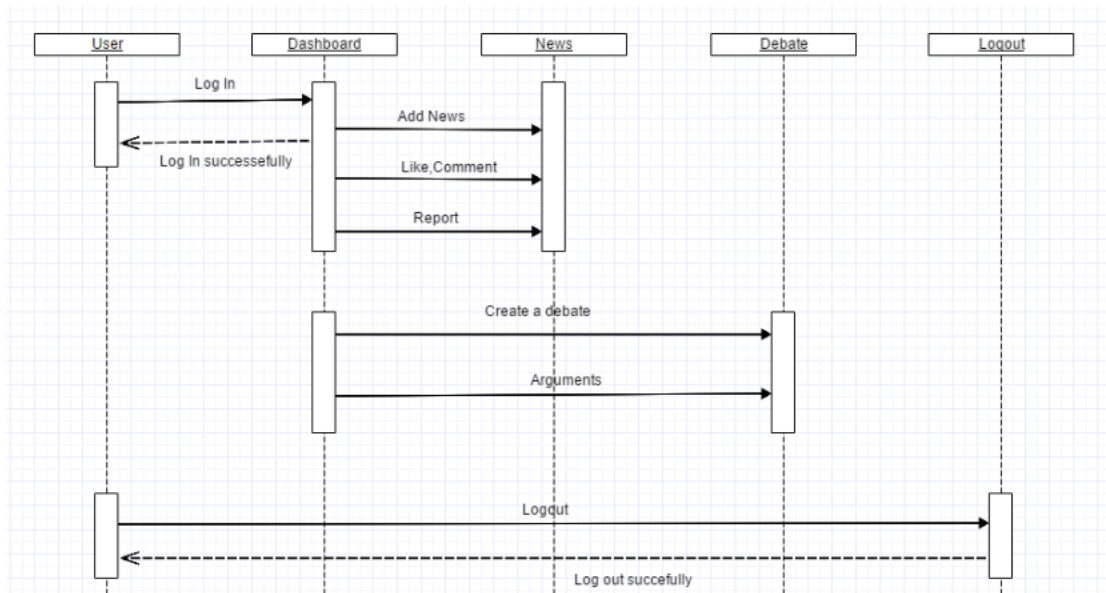 User
Dashboard
News
Debate
Logout
Log In
Add News
Log In successefully
Like,Comment
Report
Create a debate
Arguments
Logout
Log out succefully